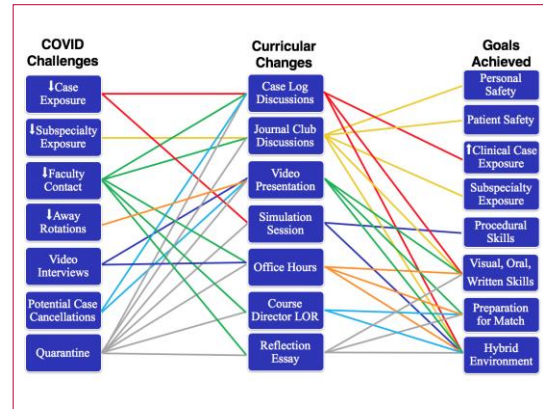 COVID
Challenges
Curricular
Changes
Goals
Achieved
⬇Case
Exposure
⬇Subspecialty
Exposure
⬇Faculty
Contact
⬇Away
Rotations
Video
Interviews
Potential Case
Cancellations
Quarantine
Case Log
Discussions
Journal Club
Discussions
Video
Presentation
Simulation
Session
Office Hours
Course
Director LOR
Reflection
Essay
Personal
Safety
Patient Safety
⬆Clinical Case
Exposure
Subspecialty
Exposure
Procedural
Skills
Visual, Oral,
Written Skills
Preparation
for Match
Hybrid
Environment